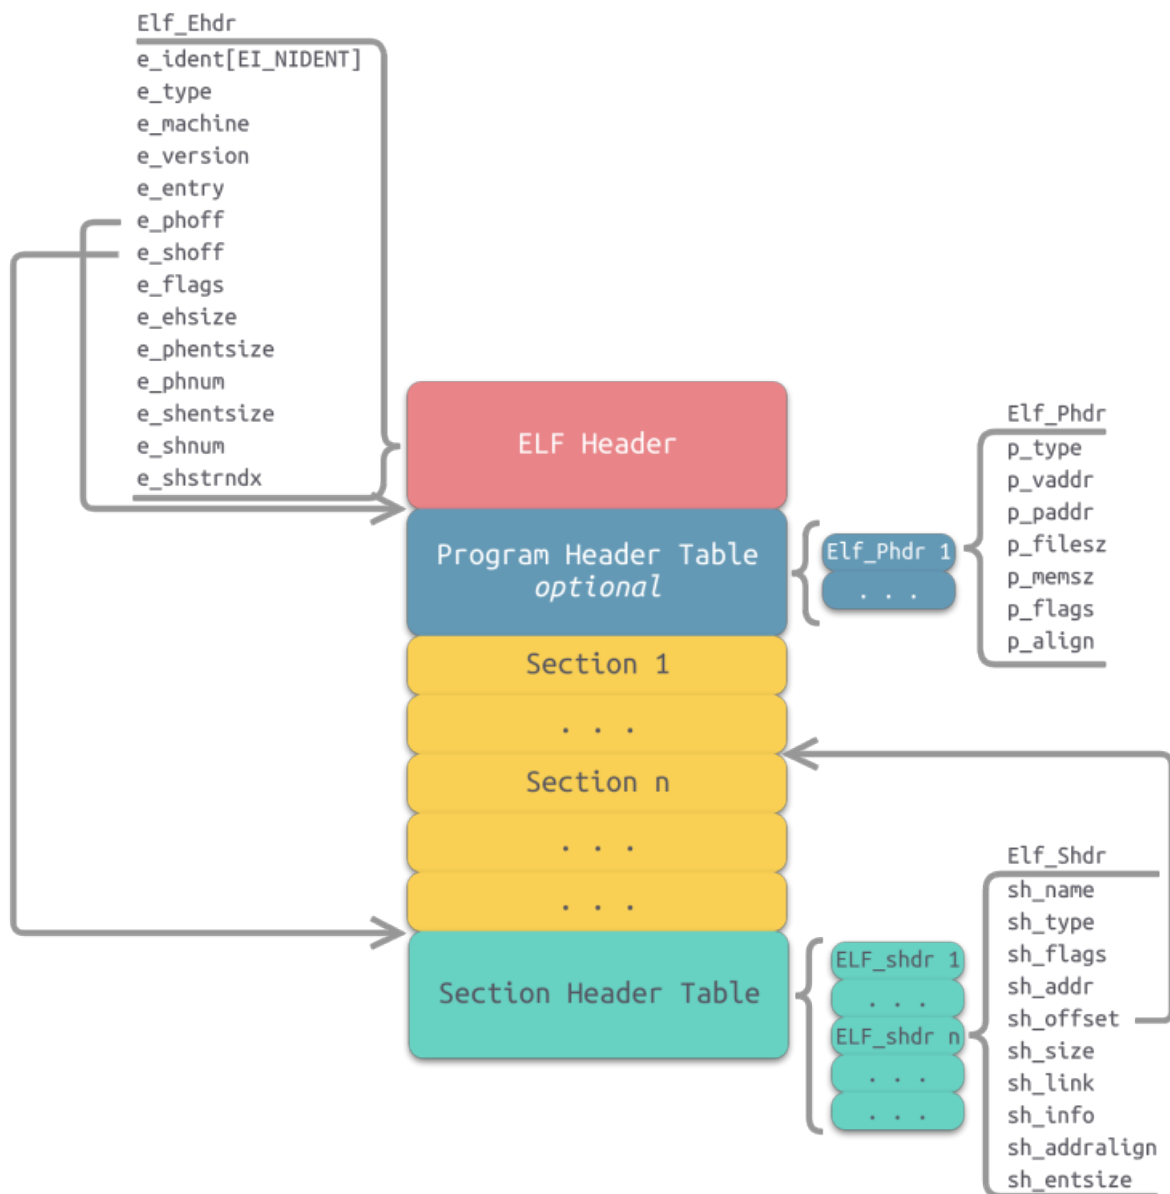 Elf_Ehdr
e_ident[EI_NIDENT]
e_type
e_machine
e_version
e_entry
e_phoff
e_shoff
e_flags
e_ehsize
e_phentsize
e_phnum
e_shentsize
e_shnum
e_shstrndx
ELF Header
Program Header Table
optional
Section 1
. . .
Section n
. . .
. . .
Section Header Table
Elf_Phdr 1
. . .
Elf_Phdr
p_type
p_vaddr
p_paddr
p_filesz
p_memsz
p_flags
p_align
ELF_shdr 1
. . .
ELF_shdr n
. . .
. . .
Elf_Shdr
sh_name
sh_type
sh_flags
sh_addr
sh_offset
sh_size
sh_link
sh_info
sh_addralign
sh_entsize